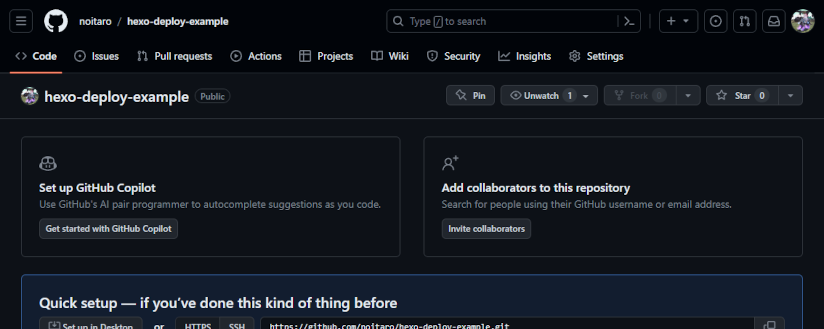 noitaro / hexo-deploy-example
Type / to search
Code Issues Pull requests Actions Projects Wiki Security Insights Settings
hexo-deploy-example Public
Pin Unwatch 1 Fork 0 Star 0
Set up GitHub Copilot
Use GitHub's AI pair programmer to autocomplete suggestions as you code.
Get started with GitHub Copilot
Add collaborators to this repository
Search for people using their GitHub username or email address.
Invite collaborators
Quick setup — if you've done this kind of thing before
Set up in Desktop or HTTPS SSH https://github.com/noitaro/hexo-deploy-example.git